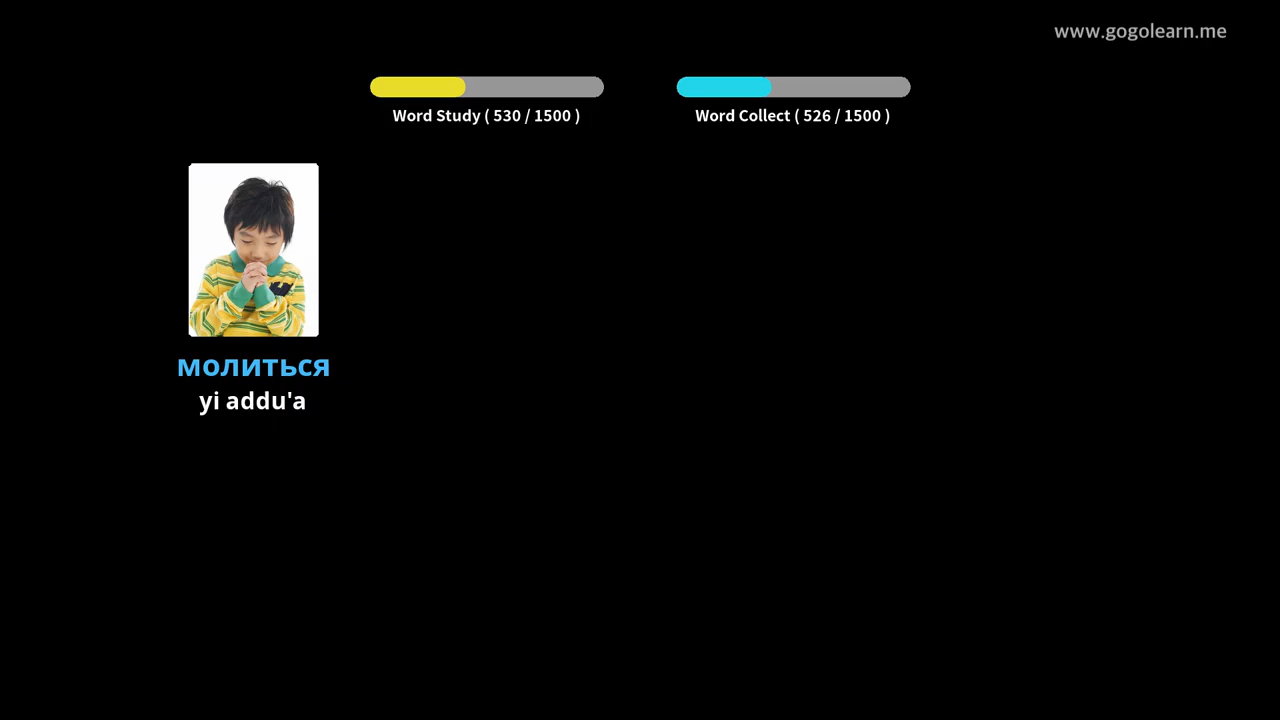 www.gogolearn.me
Word Study ( 530 / 1500 )
Word Collect ( 526 / 1500 )
молиться
yi addu'a